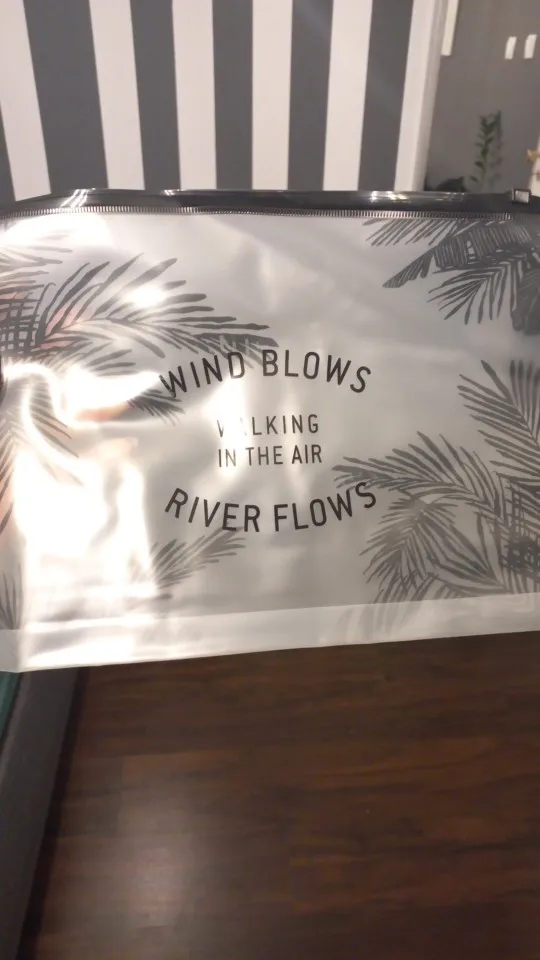 WIND BLOWS
WALKING
IN THE AIR
RIVER FLOWS